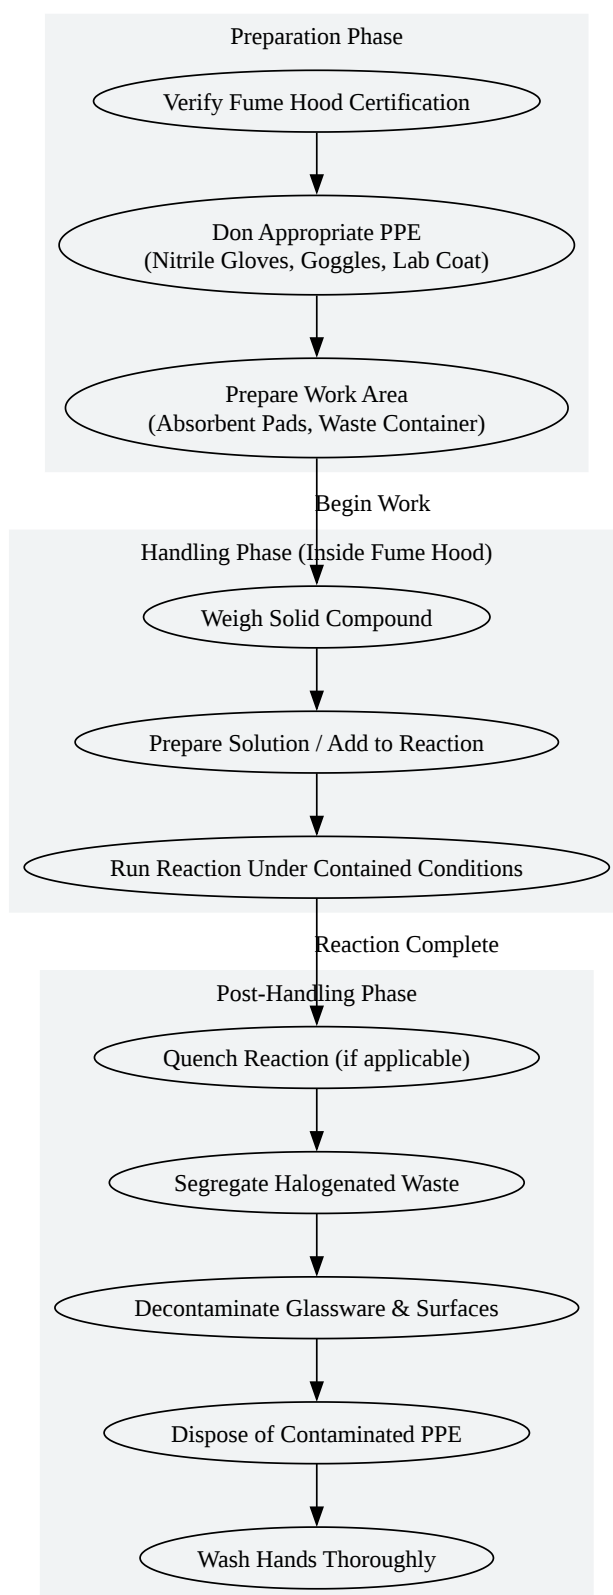 Preparation Phase
Verify Fume Hood Certification
Don Appropriate PPE
(Nitrile Gloves, Goggles, Lab Coat)
Prepare Work Area
(Absorbent Pads, Waste Container)
Begin Work
Handling Phase (Inside Fume Hood)
Weigh Solid Compound
Prepare Solution / Add to Reaction
Run Reaction Under Contained Conditions
Reaction Complete
Post-Handling Phase
Quench Reaction (if applicable)
Segregate Halogenated Waste
Decontaminate Glassware & Surfaces
Dispose of Contaminated PPE
Wash Hands Thoroughly